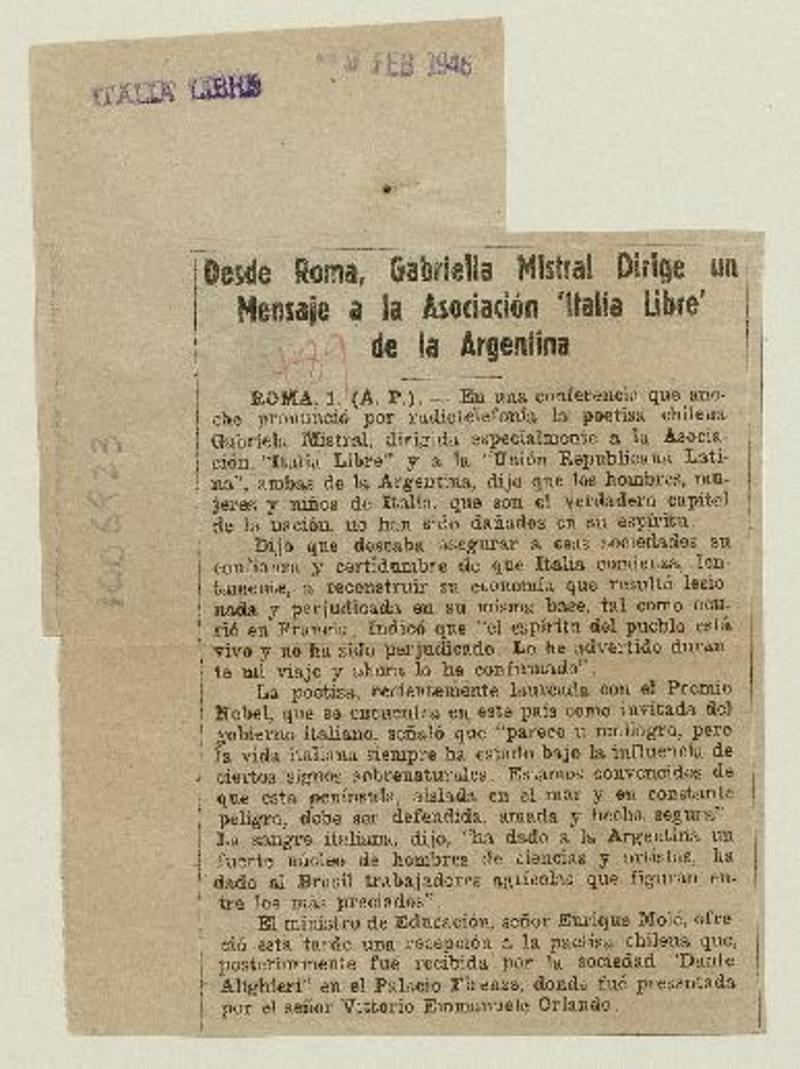 ITALIA LIBRE
FEB 1946
Desde Roma, Gabriella Mistral Dirige un
Mensaje a la Asociación 'Italia Libre'
de la Argentina
ROMA, 1. (A. P.). — En una conferencia que ano-
che pronunció por radiotelefonía la poetisa chilena
Gabriela Mistral, dirigida especialmente a la Asocia-
ción "Italia Libre" y a la "Unión Republicana Lati-
na", ambas de la Argentina, dijo que los hombres, mu-
jeres y niños de Italia, que son el verdadero capital
de la nación, no han sido dañados en su espíritu.
Dijo que deseaba asegurar a esas sociedades su
confianza y certidumbre de que Italia comienza, len-
tamente, a reconstruir su economía que resultó lesio
nada y perjudicada en su misma base, tal como ocu-
rrió en Francia. Indicó que "el espíritu del pueblo está
vivo y no ha sido perjudicado. Lo he advertido duran
te mi viaje y ahora lo he confirmado".
La poetisa, recientemente laureada con el Premio
Nobel, que se encuentra en este país como invitada del
gobierno italiano, señaló que "parece un milagro, pero
la vida italiana siempre ha estado bajo la influencia de
ciertos signos sobrenaturales. Estamos convencidos de
que esta península, aislada en el mar y en constante
peligro, debe ser defendida, amada y hecha segura".
La sangre italiana, dijo, "ha dado a la Argentina un
fuerte núcleo de hombres de ciencias y artistas, ha
dado al Brasil trabajadores agrícolas que figuran en-
tre los más preciados".
El ministro de Educación, señor Enrique Molé, ofre
ció esta tarde una recepción a la poetisa chilena que,
posteriormente fué recibida por la sociedad "Dante
Alighieri" en el Palacio Firenze, donde fué presentada
por el señor Vittorio Emmanuele Orlando.